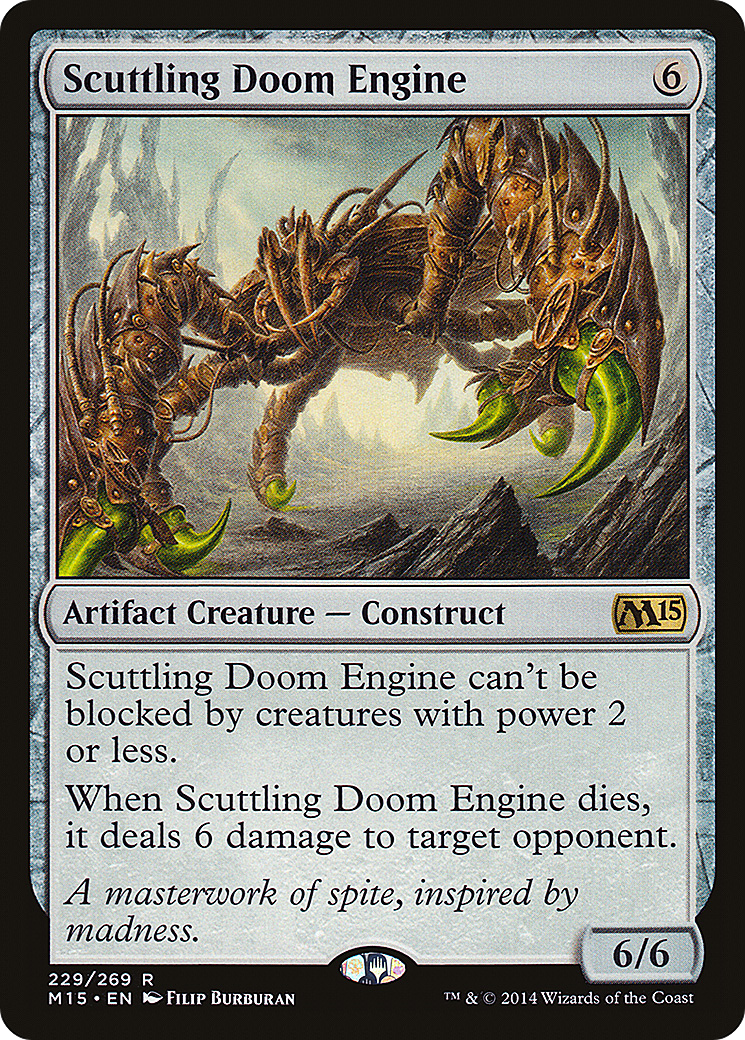 Scuttling Doom Engine 6
Artifact Creature — Construct M15
Scuttling Doom Engine can't be
blocked by creatures with power 2
or less.
When Scuttling Doom Engine dies,
it deals 6 damage to target opponent.
A masterwork of spite, inspired by
madness.
6/6
229/269 R
M15 • EN Filip Burburan
™ & © 2014 Wizards of the Coast